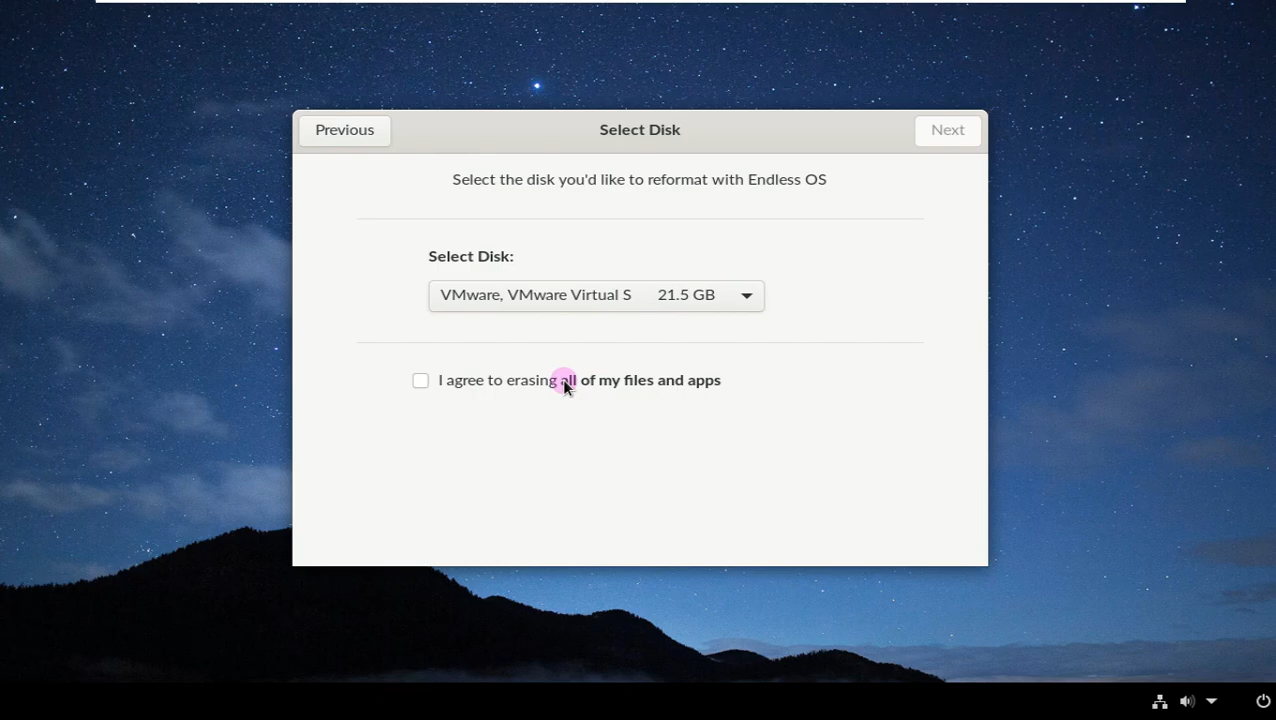 Previous
Select Disk
Next
Select the disk you'd like to reformat with Endless OS
Select Disk:
VMware, VMware Virtual S 21.5 GB
I agree to erasing all of my files and apps